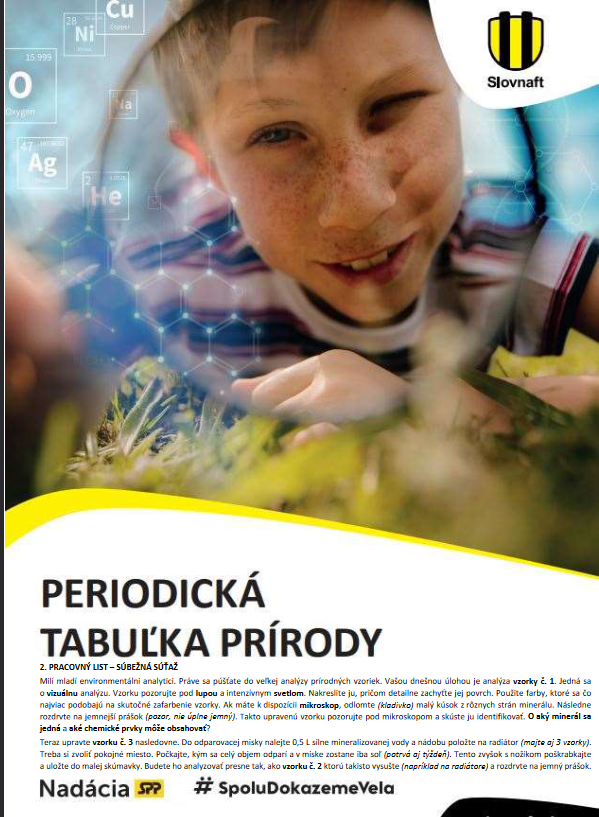 Cu
Copper
28
Ni
15.999
O
Oxygen
Na
47
Ag
2
He
Slovnaft
PERIODICKÁ
TABUĽKA PRÍRODY
2. PRACOVNÝ LIST – SÚBEŽNÁ SÚŤAŽ
Milí mladí environmentálni analytici. Práve sa púšťate do veľkej analýzy prírodných vzoriek. Vašou dnešnou úlohou je analýza vzorky č. 1. Jedná sa
o vizuálnu analýzu. Vzorku pozorujte pod lupou a intenzívnym svetlom. Nakreslite ju, pričom detailne zachyťte jej povrch. Použite farby, ktoré sa čo
najviac podobajú na skutočné zafarbenie vzorky. Ak máte k dispozícii mikroskop, odlomte (kladivko) malý kúsok z rôznych strán minerálu. Následne
rozdrvte na jemnejší prášok (pozor, nie úplne jemný). Takto upravenú vzorku pozorujte pod mikroskopom a skúste ju identifikovať. O aký minerál sa
jedná a aké chemické prvky môže obsahovať?
Teraz upravte vzorku č. 3 nasledovne. Do odparovacej misky nalejte 0,5 L silne mineralizovanej vody a nádobu položte na radiátor (majte aj 3 vzorky).
Treba si zvoliť pokojné miesto. Počkajte, kým sa celý objem odparí a v miske zostane iba soľ (potrvá aj týždeň). Tento zvyšok s nožíkom poškrabkajte
a uložte do malej skúmavky. Budete ho analyzovať presne tak, ako vzorku č. 2 ktorú takisto vysušte (napríklad na radiátore) a rozdrvte na jemný prášok.
Nadácia SPP # SpoluDokazemeVela